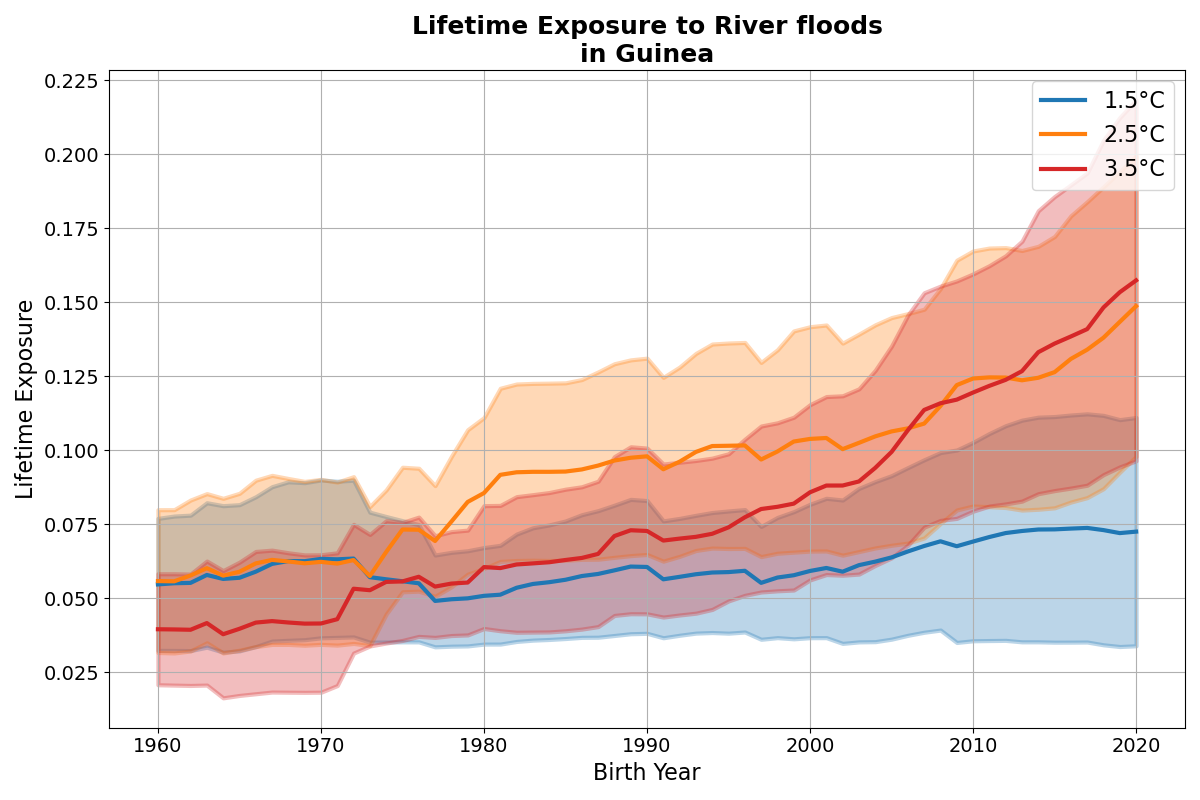 Lifetime Exposure to River floods
in Guinea
0.225
0.200
0.175
0.150
0.125
0.100
0.075
0.050
0.025
Lifetime Exposure
1.5°C
2.5°C
3.5°C
1960
1970
1980
1990
2000
2010
2020
Birth Year